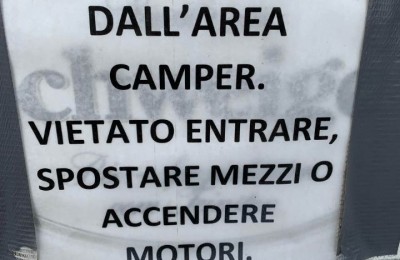 DALL'AREA
CAMPER.
VIETATO ENTRARE,
SPOSTARE MEZZI O
ACCENDERE
MOTORI.